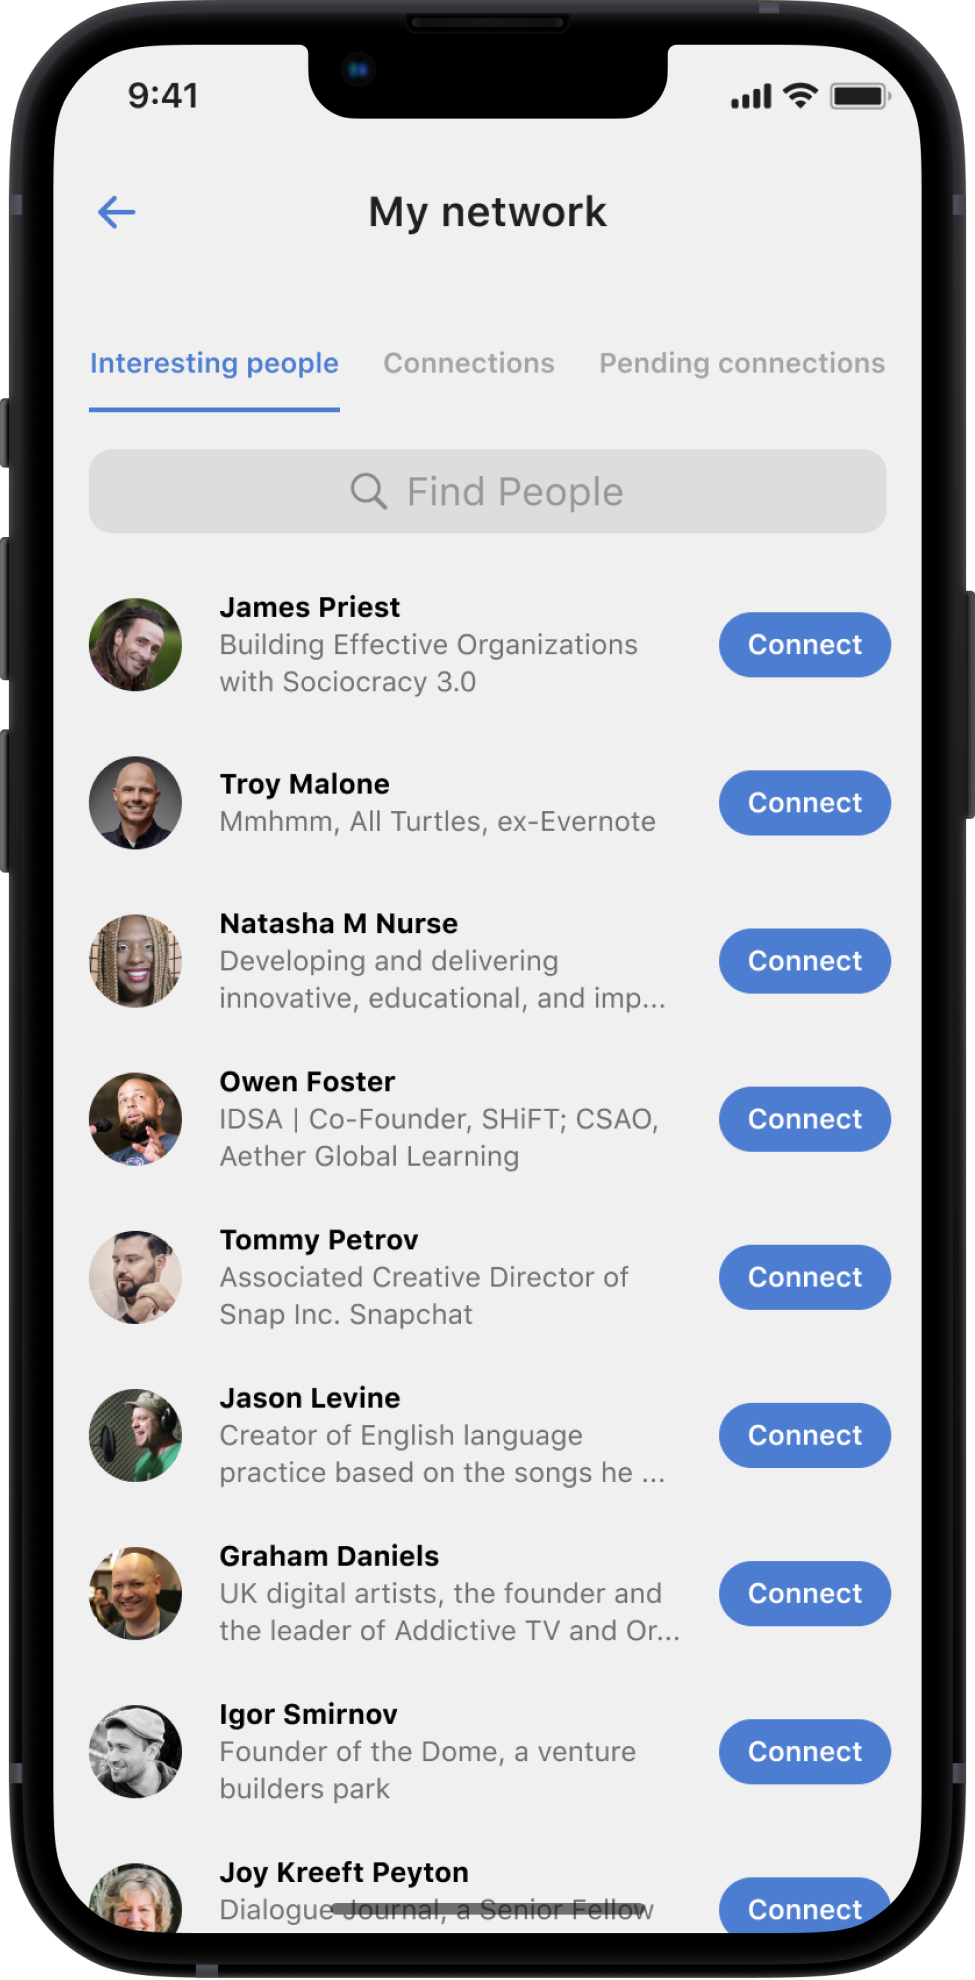 9:41
My network
Interesting people
Connections
Pending connections
Find People
James Priest
Building Effective Organizations
with Sociocracy 3.0
Connect
Troy Malone
Mmhmm, All Turtles, ex-Evernote
Connect
Natasha M Nurse
Developing and delivering
innovative, educational, and imp...
Connect
Owen Foster
IDSA | Co-Founder, SHiFT; CSAO,
Aether Global Learning
Connect
Tommy Petrov
Associated Creative Director of
Snap Inc. Snapchat
Connect
Jason Levine
Creator of English language
practice based on the songs he ...
Connect
Graham Daniels
UK digital artists, the founder and
the leader of Addictive TV and Or...
Connect
Igor Smirnov
Founder of the Dome, a venture
builders park
Connect
Joy Kreeft Peyton
Dialogue Journal, a Senior Fellow
Connect